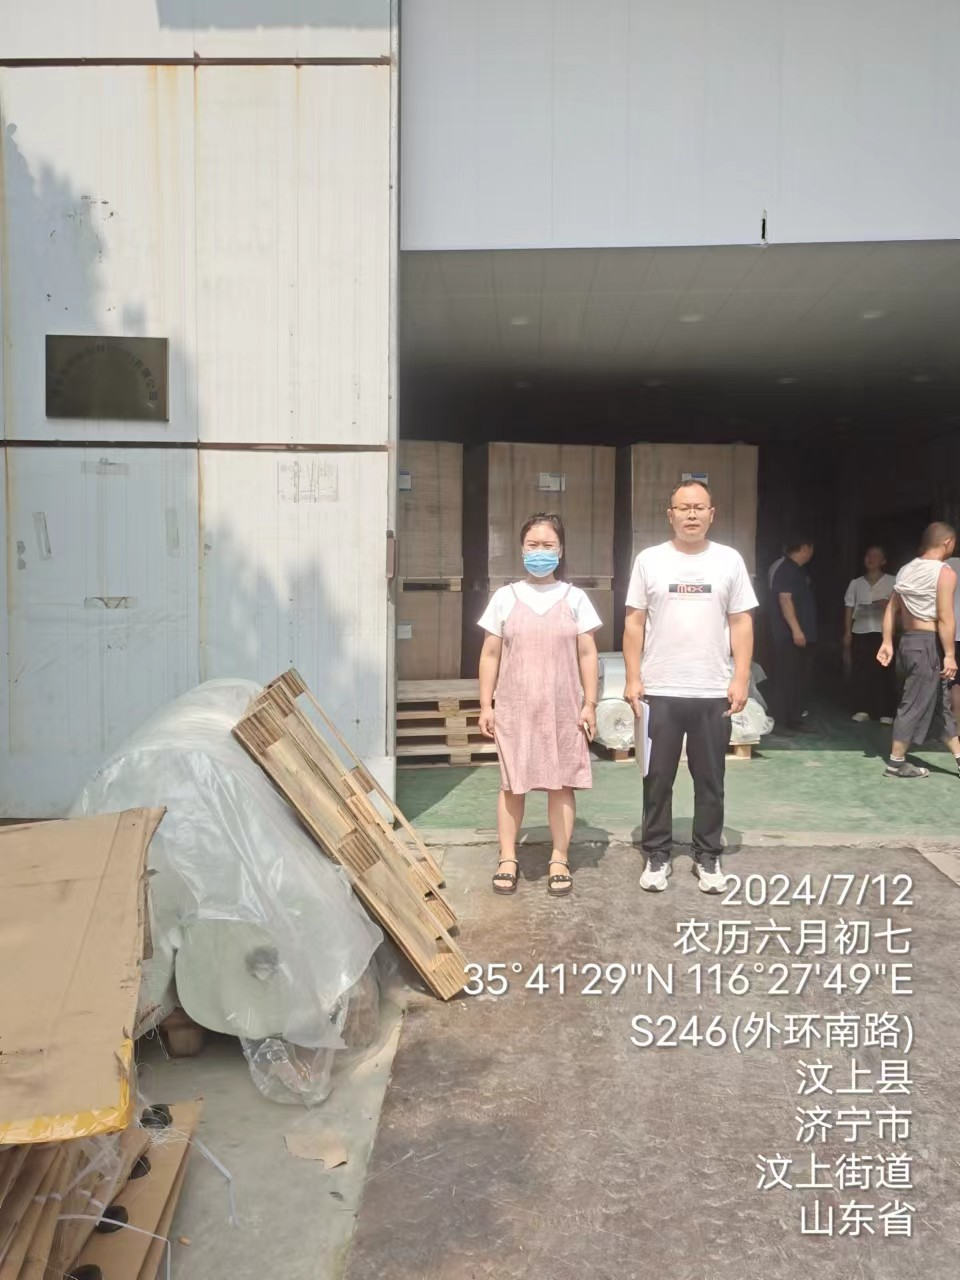 2024/7/12
农历六月初七
35°41'29"N 116°27'49"E
S246(外环南路)
汶上县
济宁市
汶上街道
山东省